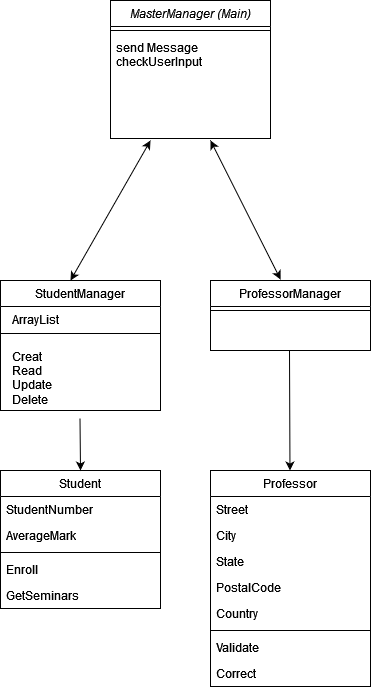 MasterManager (Main)
send Message
checkUserInput
StudentManager
ArrayList
Creat
Read
Update
Delete
ProfessorManager
Student
StudentNumber
AverageMark
Enroll
GetSeminars
Professor
Street
City
State
PostalCode
Country
Validate
Correct